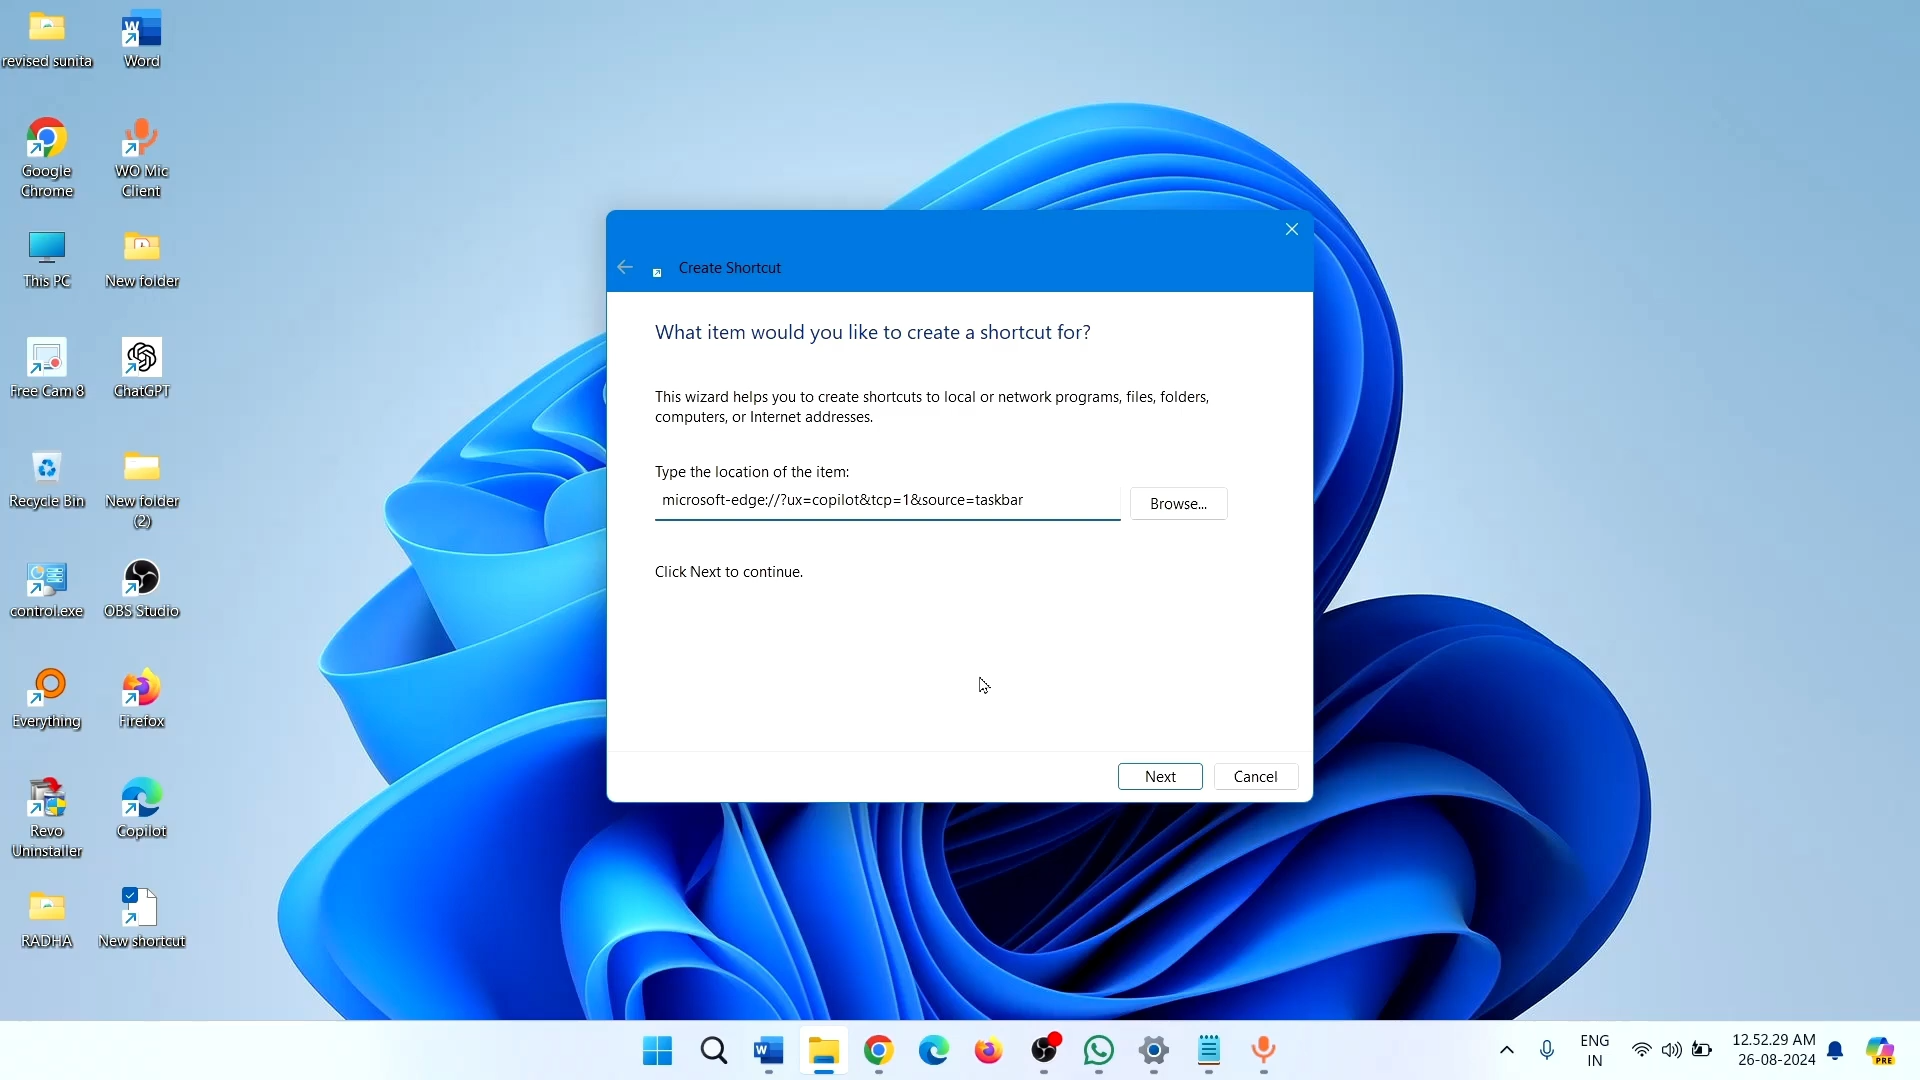 revised sunita
Word
Google
Chrome
WO Mic
Client
This PC
New folder
Free Cam 8
ChatGPT
Recycle Bin
New folder
(2)
control.exe
OBS Studio
Everything
Firefox
Revo
Uninstaller
Copilot
RADHA
New shortcut
Create Shortcut
What item would you like to create a shortcut for?
This wizard helps you to create shortcuts to local or network programs, files, folders,
computers, or Internet addresses.
Type the location of the item:
microsoft-edge://?ux=copilot&tcp=1&source=taskbar
Browse...
Click Next to continue.
Next
Cancel
ENG
IN
12.52.29 AM
26-08-2024
PRE